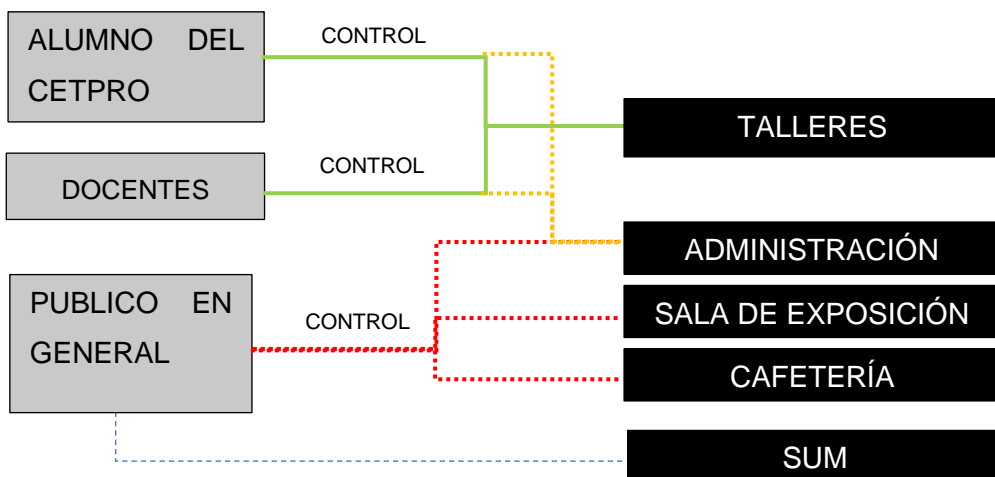 ALUMNO DEL
CETPRO
CONTROL
TALLERES
DOCENTES
CONTROL
ADMINISTRACIÓN
PUBLICO EN
GENERAL
CONTROL
SALA DE EXPOSICIÓN
CAFETERÍA
SUM